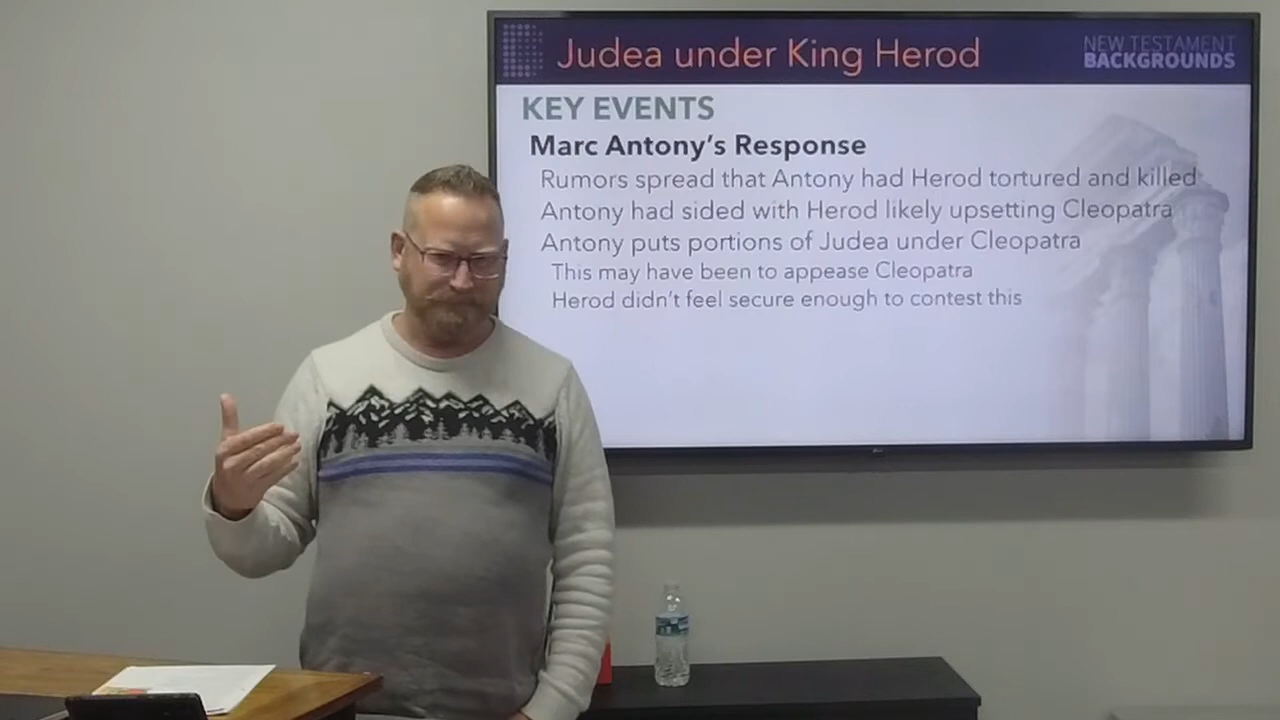 Judea under King Herod
NEW TESTAMENT
BACKGROUNDS
KEY EVENTS
Marc Antony's Response
Rumors spread that Antony had Herod tortured and killed
Antony had sided with Herod likely upsetting Cleopatra
Antony puts portions of Judea under Cleopatra
This may have been to appease Cleopatra
Herod didn't feel secure enough to contest this